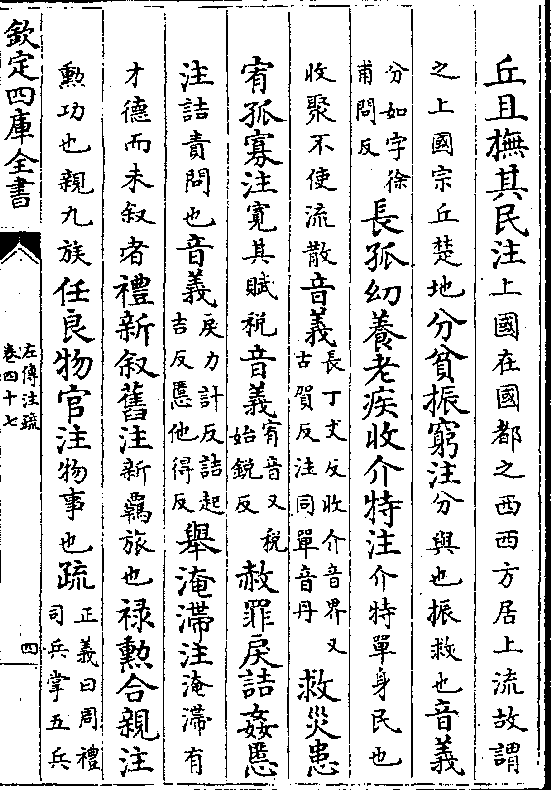 丘且撫其民注上國在國都之西西方居上流故謂
之上國宗丘楚地分貧振窮注分與也振救也音義
分如字徐
甫問反
長孤幼養老疾收介特注介特單身民也
收聚不使流散音義
長丁丈反收介音界又
古賀反注同單音丹
救災患
宥孤寡注寬其賦税音義
宥音又税
始鋭反
赦罪戾詰姦慝
注詰責問也音義
戾力計反詰起
吉反慝他得反
舉淹滯注淹滯有
才德而未叙者禮新叙舊注新羈旅也禄勲合親注
勲功也親九族任良物官注物事也疏
正義曰周禮
司兵掌五兵
欽定四庫全書
左傳注疏
卷四十七
四